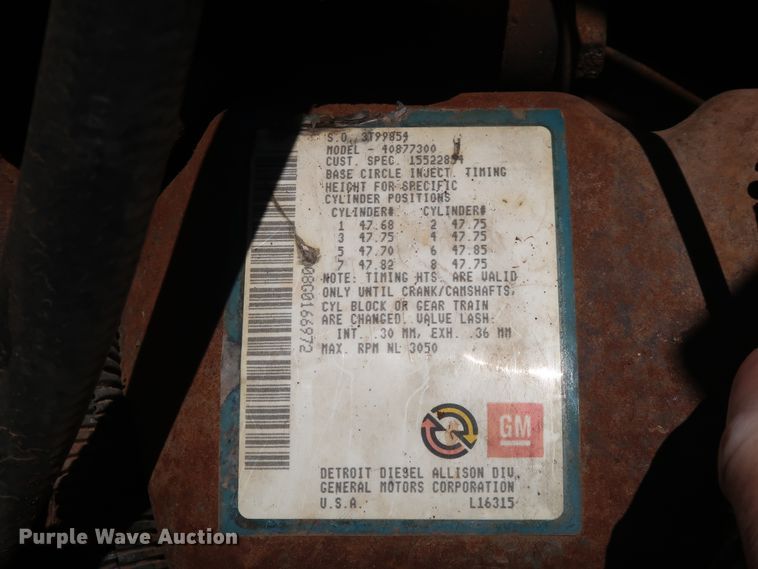 S.O. 3T99854
MODEL - 40877300
CUST. SPEC. 15522854
BASE CIRCLE INJECT. TIMING
HEIGHT FOR SPECIFIC
CYLINDER POSITIONS
CYLINDER# CYLINDER#
1 47.68 2 47.75
3 47.75 4 47.75
5 47.70 6 47.85
7 47.82 8 47.75
NOTE: TIMING HTS. ARE VALID
ONLY UNTIL CRANK/CAMSHAFTS,
CYL BLOCK OR GEAR TRAIN
ARE CHANGED. VALVE LASH:
INT. .30 MM, EXH. .36 MM
MAX. RPM NL 3050
08G0166972
GM
DETROIT DIESEL ALLISON DIV.
GENERAL MOTORS CORPORATION
U.S.A. L16315
Purple Wave Auction